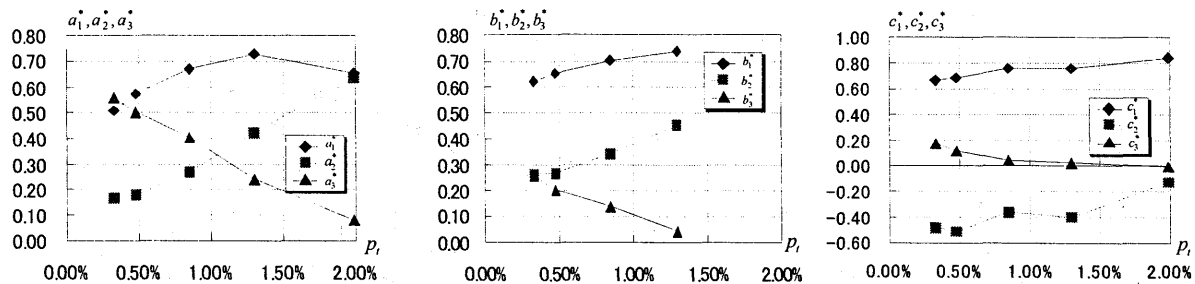 a₁*, a₂*, a₃*
0.80
0.70
0.60
0.50
0.40
0.30
0.20
0.10
0.00
a₁*
a₂*
a₃*
pₜ
0.00% 0.50% 1.00% 1.50% 2.00%
b₁*, b₂*, b₃*
0.80
0.70
0.60
0.50
0.40
0.30
0.20
0.10
0.00
b₁*
b₂*
b₃*
pₜ
0.00% 0.50% 1.00% 1.50% 2.00%
c₁*, c₂*, c₃*
1.00
0.80
0.60
0.40
0.20
0.00
-0.20
-0.40
-0.60
c₁*
c₂*
c₃*
pₜ
0.00% 0.50% 1.00% 1.50% 2.00%